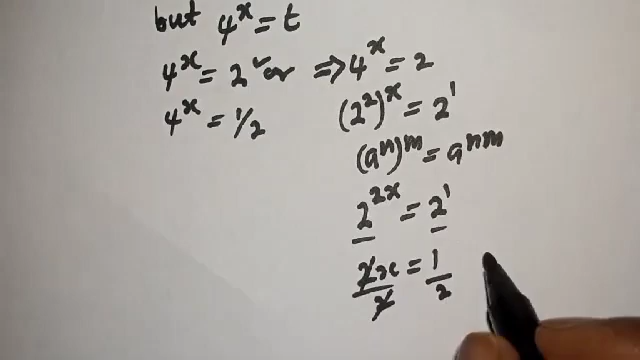 but 4^x = t
4^x = 2 ✓ or ⇒ 4^x = 2
4^x = 1/2 (2^2)^x = 2^1
(a^n)^m = a^nm
2^2x = 2^1
2x/2 = 1/2